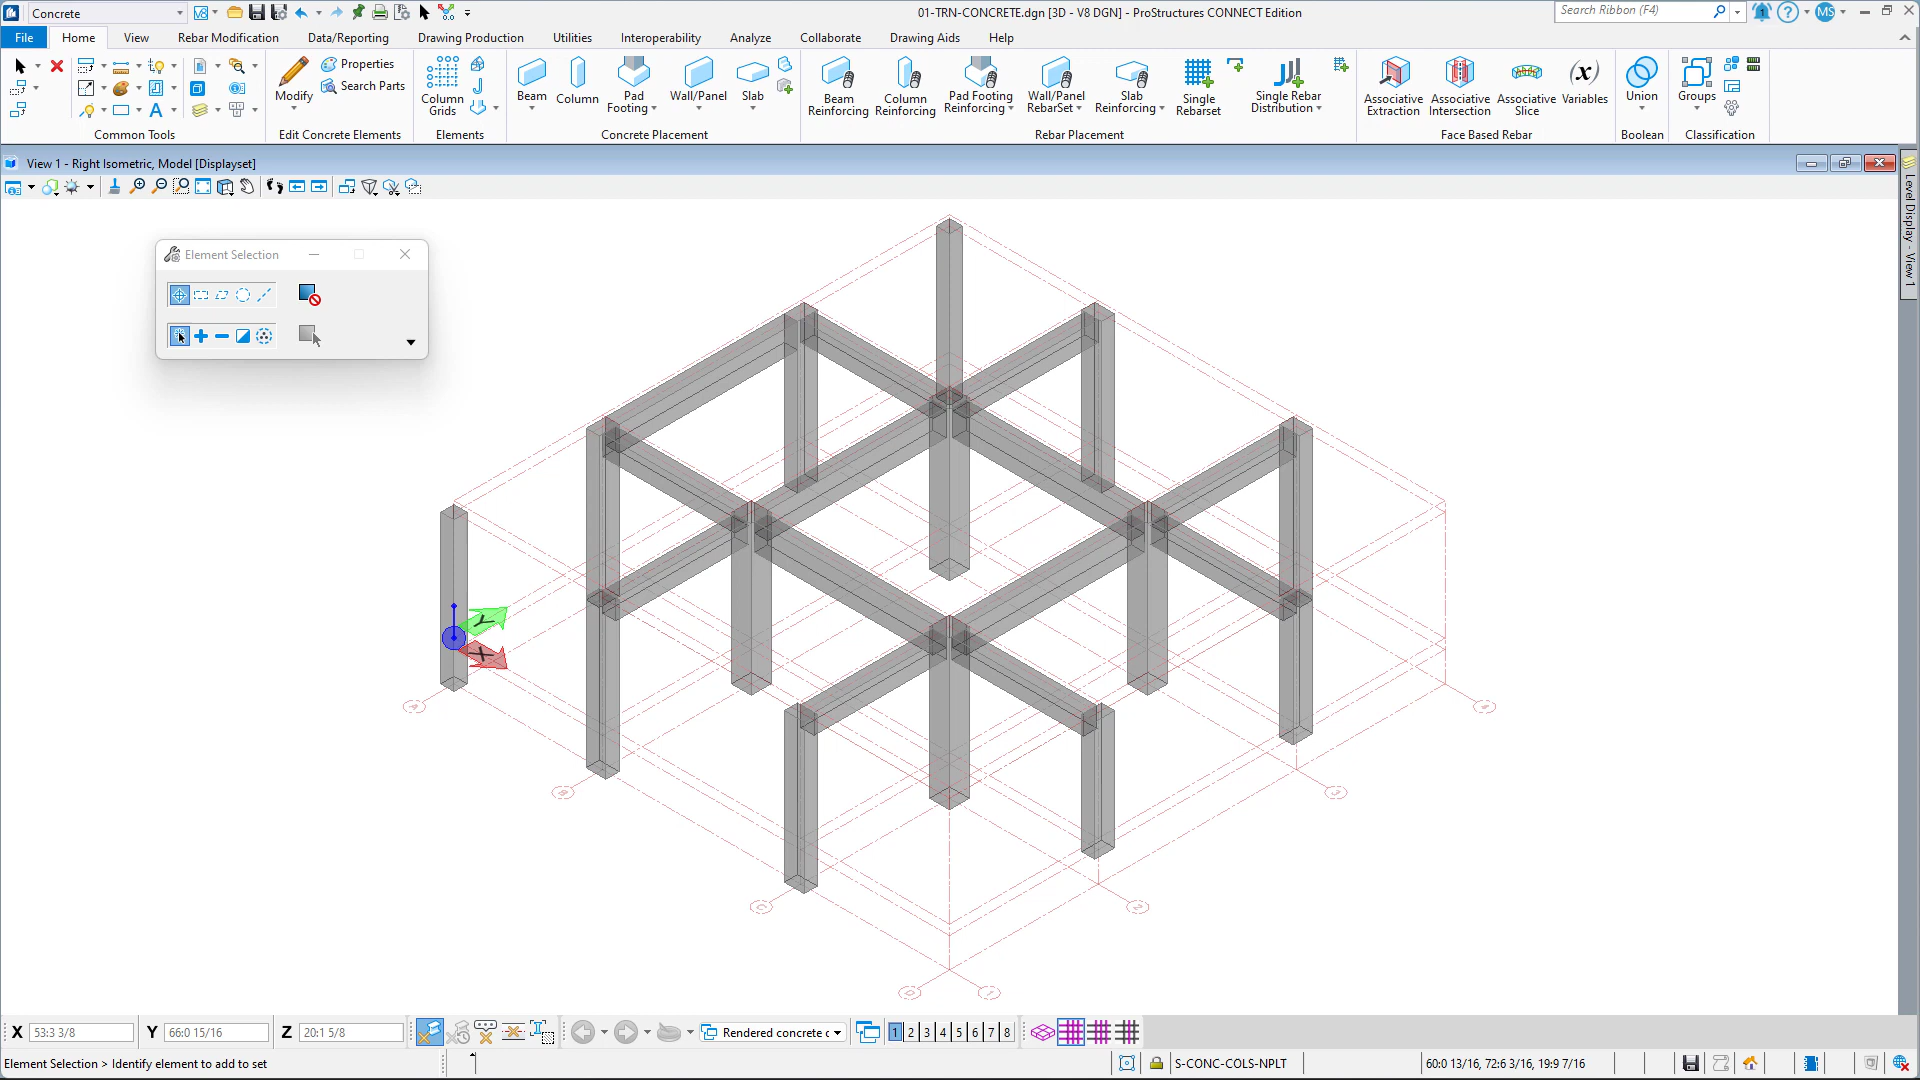 Concrete
01-TRN-CONCRETE.dgn [3D - V8 DGN] - ProStructures CONNECT Edition
Search Ribbon (F4)
MS
File Home View Rebar Modification Data/Reporting Drawing Production Utilities Interoperability Analyze Collaborate Drawing Aids Help
Properties
Search Parts
Modify
Column Grids
Beam
Column
Pad Footing
Wall/Panel
Slab
Beam Reinforcing
Column Reinforcing
Pad Footing Reinforcing
Wall/Panel RebarSet
Slab Reinforcing
Single Rebarset
Single Rebar Distribution
Associative Extraction
Associative Intersection
Associative Slice
Variables
Union
Groups
Common Tools
Edit Concrete Elements
Elements
Concrete Placement
Rebar Placement
Face Based Rebar
Boolean
Classification
View 1 - Right Isometric, Model [Displayset]
Level Display - View 1
Element Selection
Y
X
A
B
C
D
1
2
3
4
X 53:3 3/8 Y 66:0 15/16 Z 20:1 5/8
Rendered concrete c
1 2 3 4 5 6 7 8
Element Selection > Identify element to add to set
S-CONC-COLS-NPLT
60:0 13/16, 72:6 3/16, 19:9 7/16